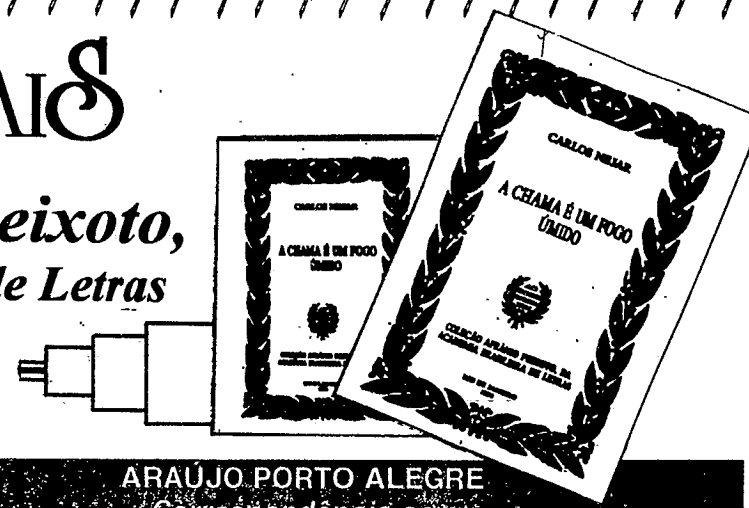 AIS
eixoto,
de Letras
CARLOS NEJAR
A CHAMA É UM FOGO
ÚMIDO
CARLOS NEJAR
A CHAMA É UM FOGO
ÚMIDO
COLEÇÃO AFRÂNIO PEIXOTO, DA
ACADEMIA BRASILEIRA DE LETRAS
RIO DE JANEIRO
ARAÚJO PORTO ALEGRE